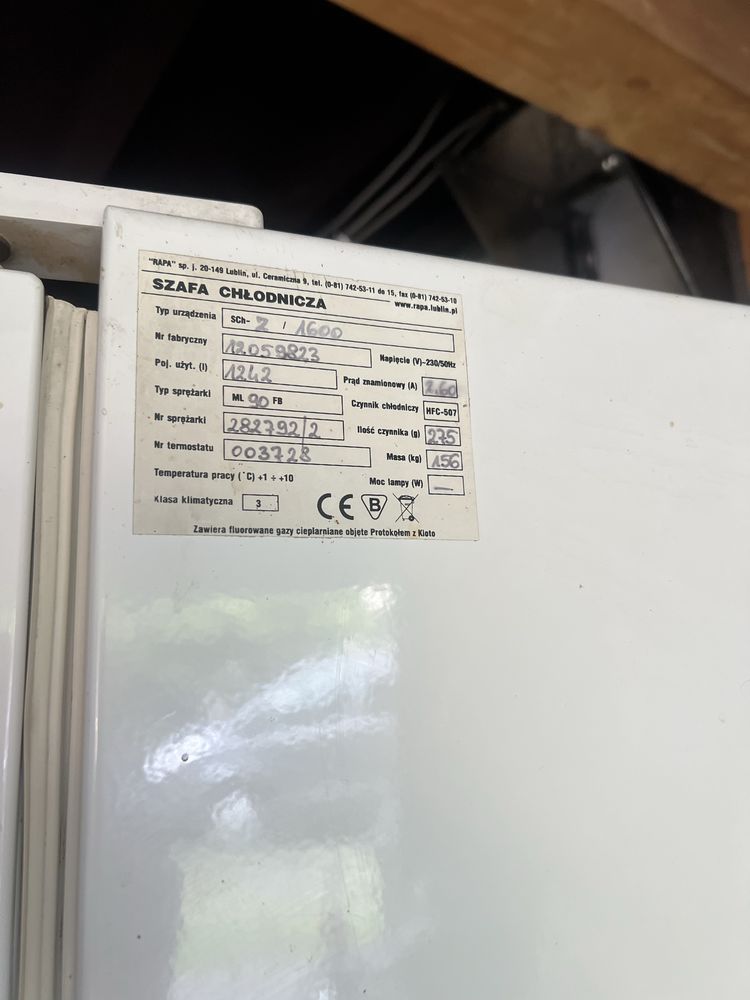 "RAPA" sp. j. 20-149 Lublin, ul. Ceramiczna 9, tel. (0-81) 742-53-11 do 15, fax (0-81) 742-53-10
www.rapa.lublin.pl
SZAFA CHŁODNICZA
Typ urządzenia SCh- Z / 1600
Nr fabryczny 12059823 Napięcie (V)~230/50Hz
Poj. użyt. (l) 1242 Prąd znamionowy (A) 2.60
Typ sprężarki ML 90 FB Czynnik chłodniczy HFC-507
Nr sprężarki 282792/2 Ilość czynnika (g) 275
Nr termostatu 003728 Masa (kg) 156
Temperatura pracy (°C) +1 ÷ +10 Moc lampy (W) —
Klasa klimatyczna 3 CE B
Zawiera fluorowane gazy cieplarniane objęte Protokołem z Kioto